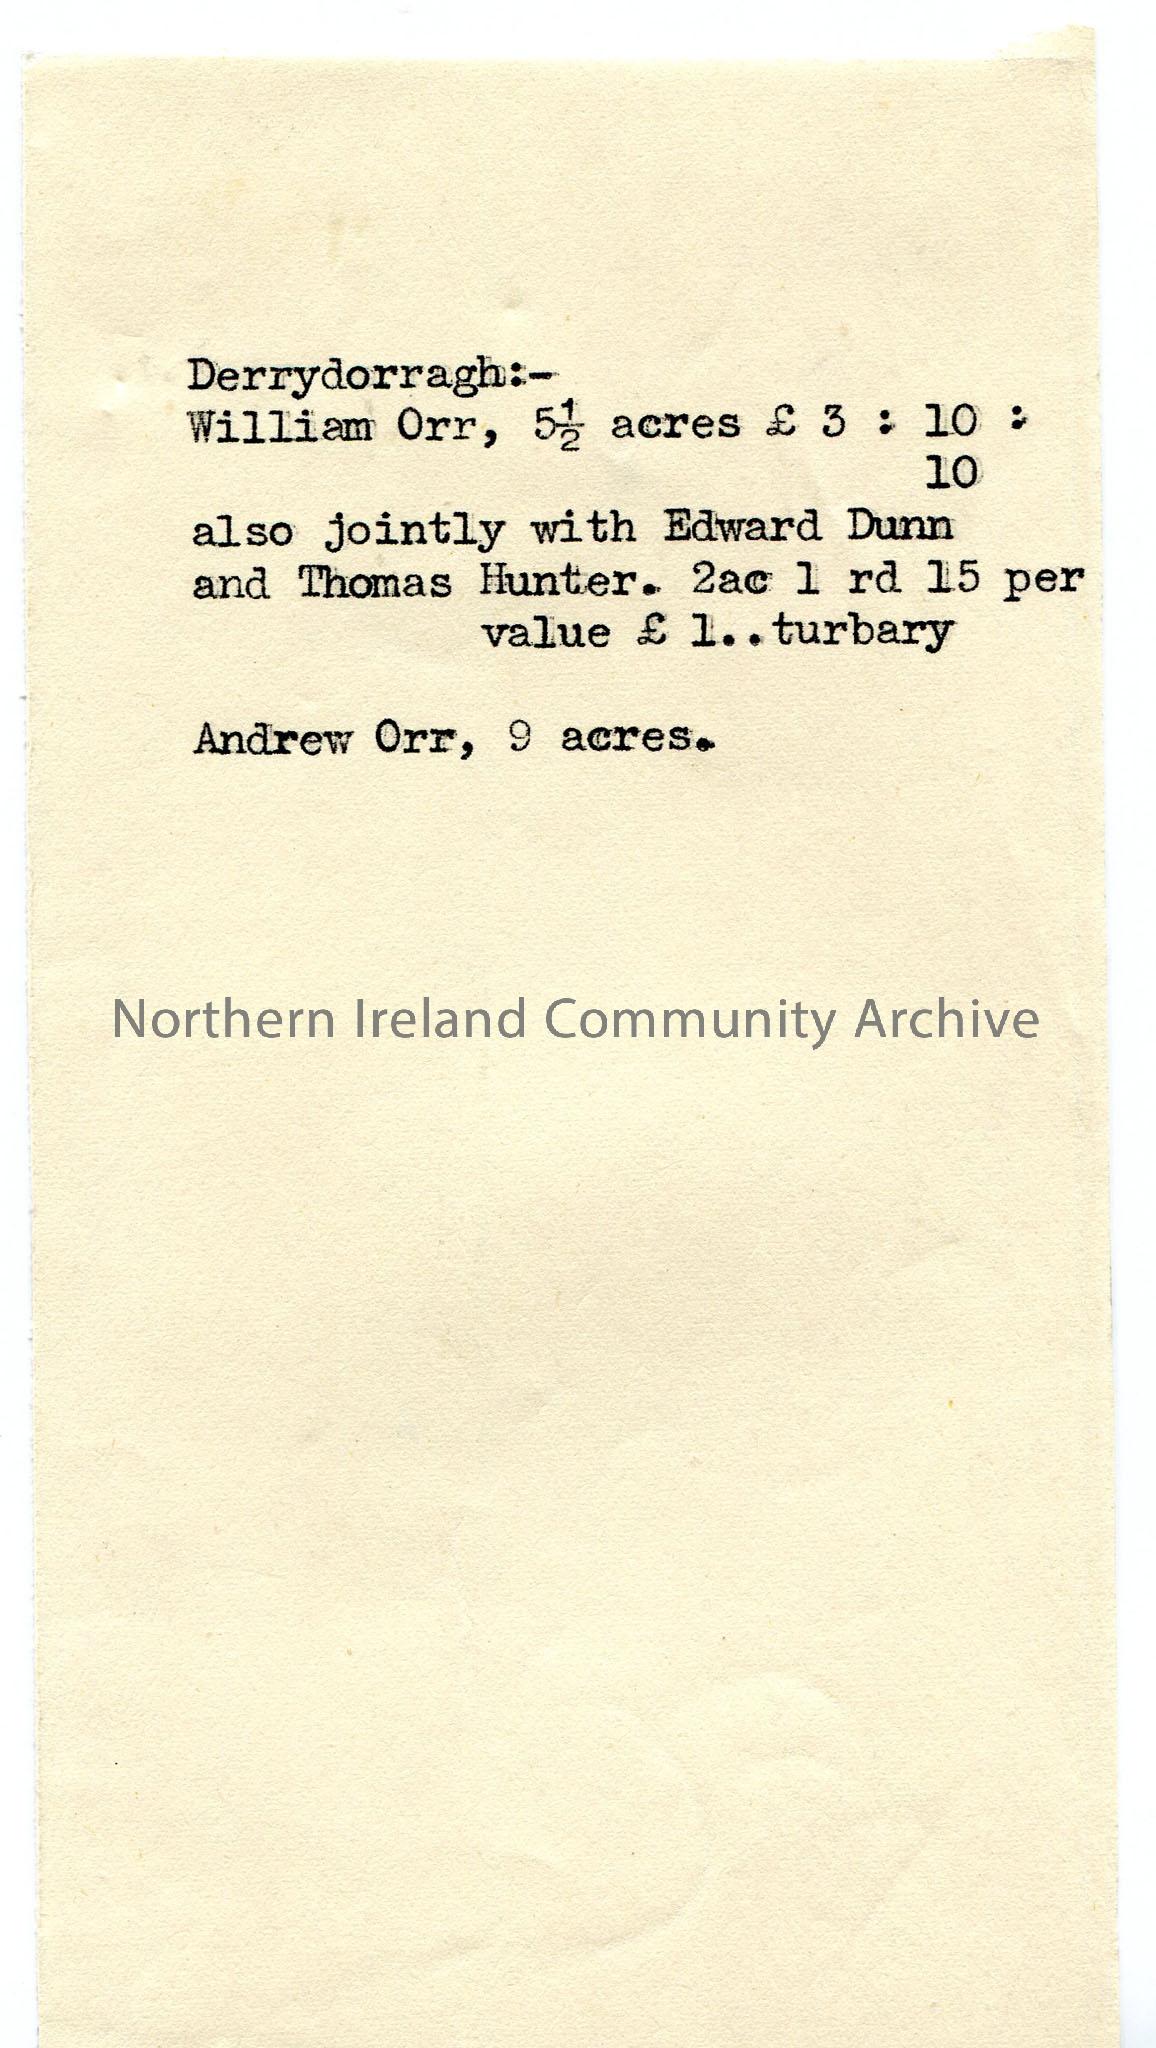 Derrydorragh:-
William Orr, 5½ acres £ 3 : 10 :
10
also jointly with Edward Dunn
and Thomas Hunter. 2ac 1 rd 15 per
value £ 1..turbary
Andrew Orr, 9 acres.
Northern Ireland Community Archive